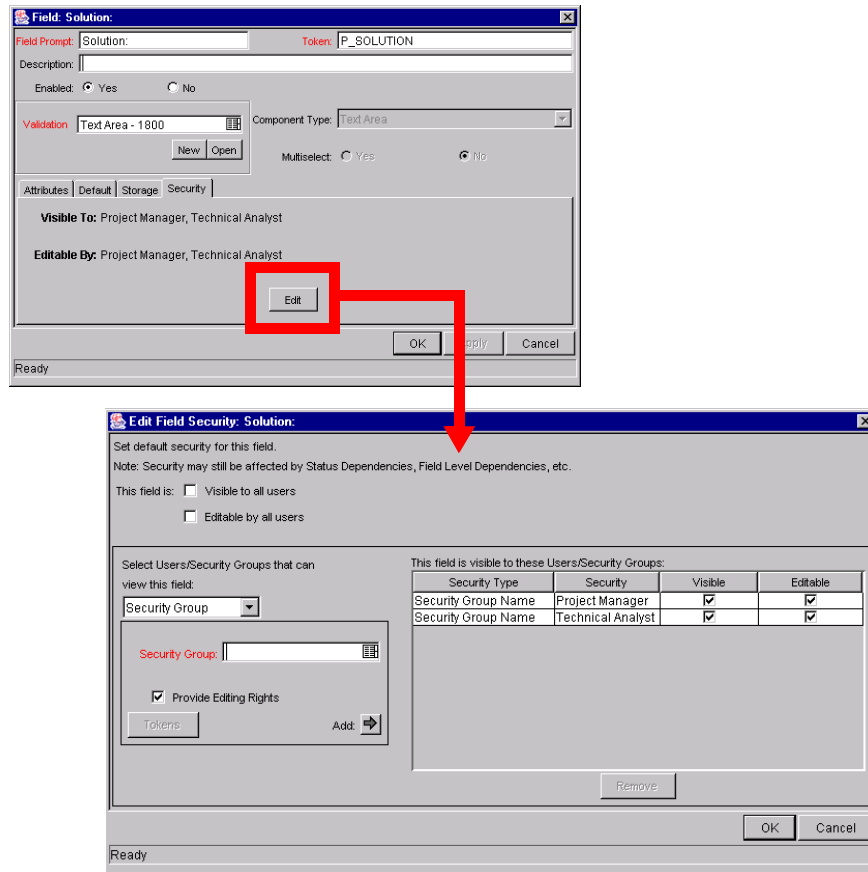 Field: Solution:
Field Prompt: Solution: Token: P_SOLUTION
Description:
Enabled: Yes No
Validation Text Area - 1800 Component Type: Text Area
New Open Multiselect: Yes No
Attributes Default Storage Security
Visible To: Project Manager, Technical Analyst
Editable By: Project Manager, Technical Analyst
Edit
OK Cancel
Ready
Edit Field Security: Solution:
Set default security for this field.
Note: Security may still be affected by Status Dependencies, Field Level Dependencies, etc.
This field is: Visible to all users
Editable by all users
Select Users/Security Groups that can
view this field:
Security Group
Security Group:
Provide Editing Rights
Tokens Add:
This field is visible to these Users/Security Groups:
Security Type Security Visible Editable
Security Group Name Project Manager
Security Group Name Technical Analyst
Remove
OK Cancel
Ready